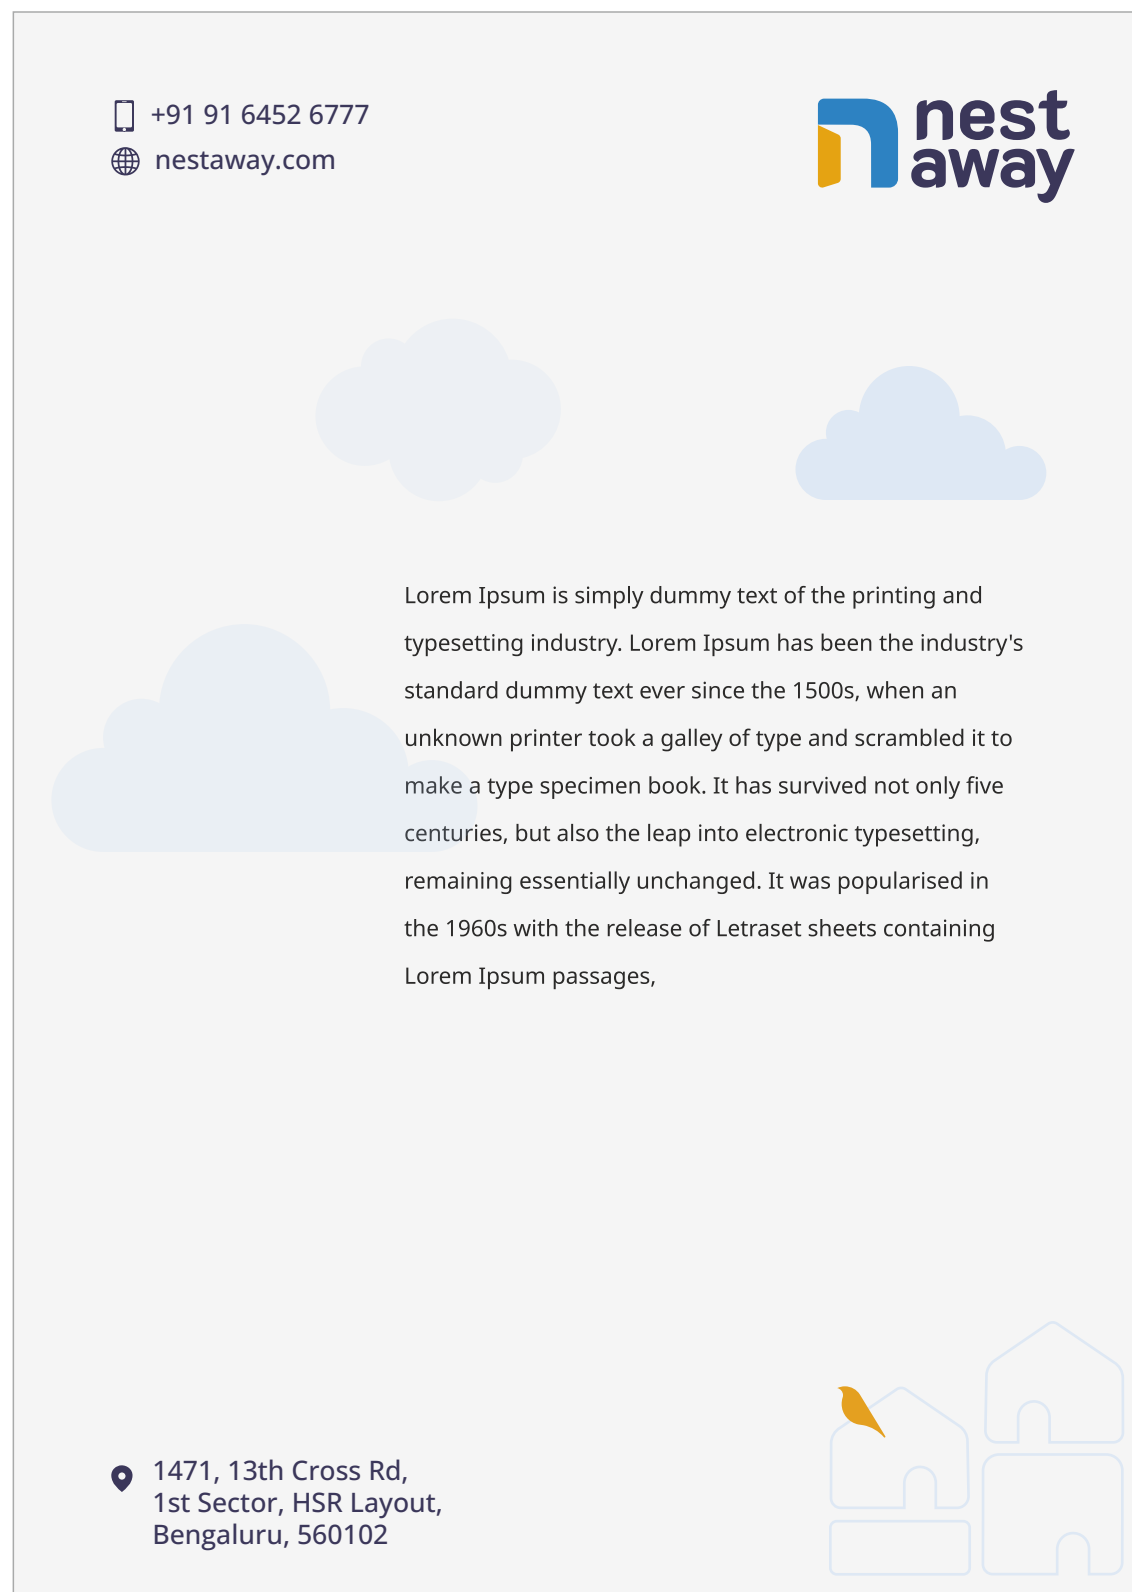 +91 91 6452 6777
nestaway.com
nest
away
Lorem Ipsum is simply dummy text of the printing and
typesetting industry. Lorem Ipsum has been the industry's
standard dummy text ever since the 1500s, when an
unknown printer took a galley of type and scrambled it to
make a type specimen book. It has survived not only five
centuries, but also the leap into electronic typesetting,
remaining essentially unchanged. It was popularised in
the 1960s with the release of Letraset sheets containing
Lorem Ipsum passages,
1471, 13th Cross Rd,
1st Sector, HSR Layout,
Bengaluru, 560102